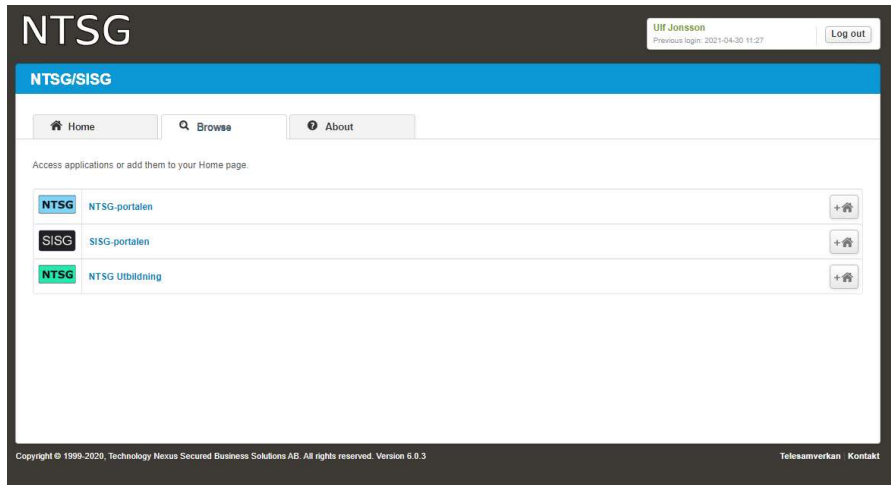 NTSG
Ulf Jonsson
Previous login: 2021-04-30 11:27
Log out
NTSG/SISG
Home
Browse
About
Access applications or add them to your Home page.
NTSG NTSG-portalen +
SISG SISG-portalen +
NTSG NTSG Utbildning +
Copyright © 1999-2020, Technology Nexus Secured Business Solutions AB. All rights reserved. Version 6.0.3
Telesamverkan | Kontakt